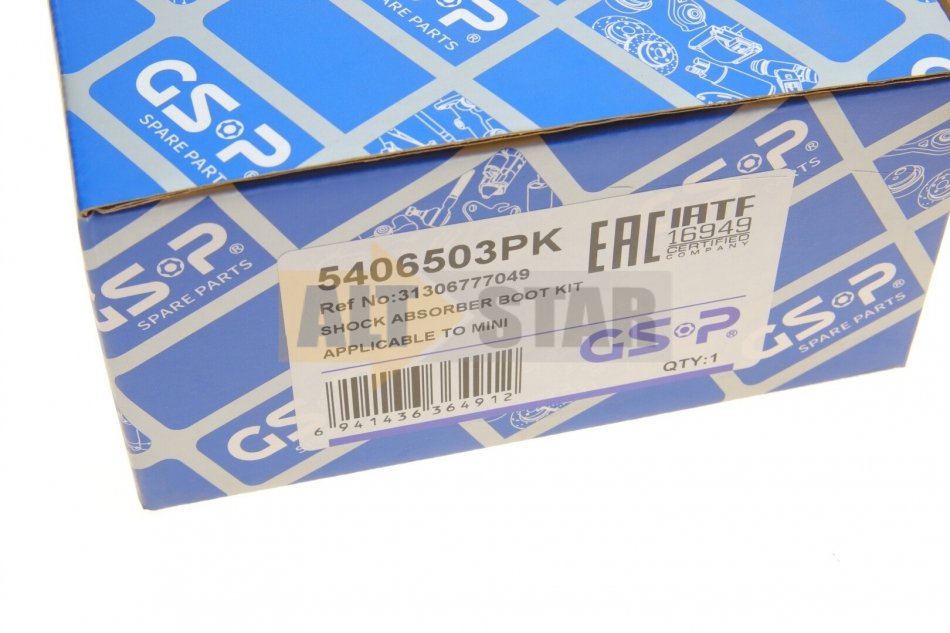 SPARE PARTS ®
GSP ®
SPARE PARTS
GSP ®
GSP
SPARE PARTS
5406503PK
Ref No:31306777049
SHOCK ABSORBER BOOT KIT
APPLICABLE TO MINI
6 941436 364912
EAC
IATF
16949
CERTIFIED
COMPANY
GSP ®
QTY:1
ALL STAR
GSP
SPARE PARTS
GSP